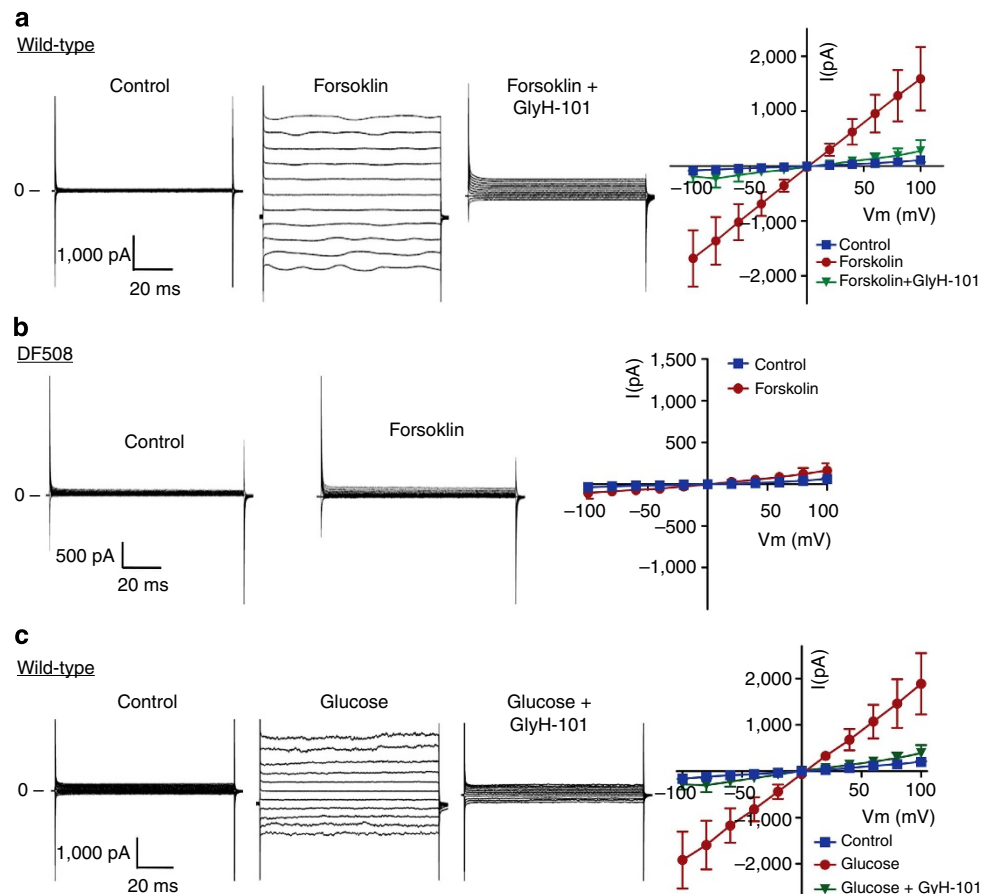 a
Wild-type
Control
Forsoklin
Forsoklin +
GlyH-101
0 –
1,000 pA
20 ms
I(pA)
2,000
1,000
–100
–50
50
100
Vm (mV)
–1,000
–2,000
Control
Forskolin
Forskolin+GlyH-101
b
DF508
Control
Forsoklin
0 –
500 pA
20 ms
I(pA)
1,500
1,000
500
–100
–50
50
100
Vm (mV)
–500
–1,000
Control
Forskolin
c
Wild-type
Control
Glucose
Glucose +
GlyH-101
0 –
1,000 pA
20 ms
I(pA)
2,000
1,000
–100
–50
50
100
Vm (mV)
–1,000
–2,000
Control
Glucose
Glucose + GyH-101